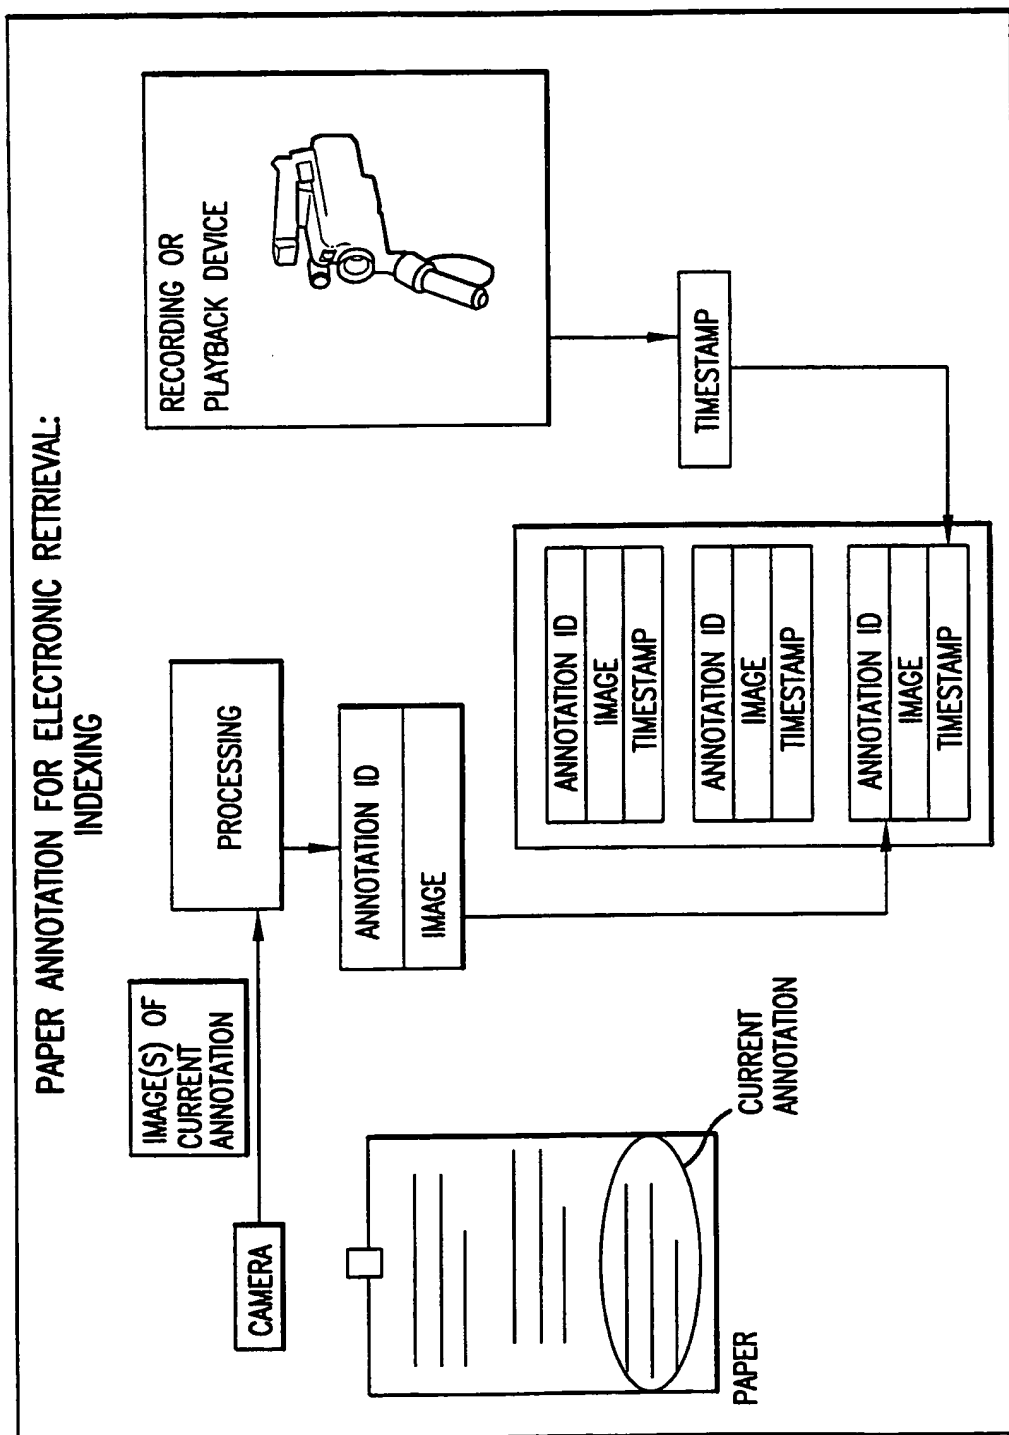 PAPER ANNOTATION FOR ELECTRONIC RETRIEVAL:
INDEXING
CAMERA
IMAGE(S) OF
CURRENT
ANNOTATION
PROCESSING
RECORDING OR
PLAYBACK DEVICE
ANNOTATION ID
IMAGE
TIMESTAMP
ANNOTATION ID
IMAGE
TIMESTAMP
ANNOTATION ID
IMAGE
TIMESTAMP
ANNOTATION ID
IMAGE
TIMESTAMP
CURRENT
ANNOTATION
PAPER